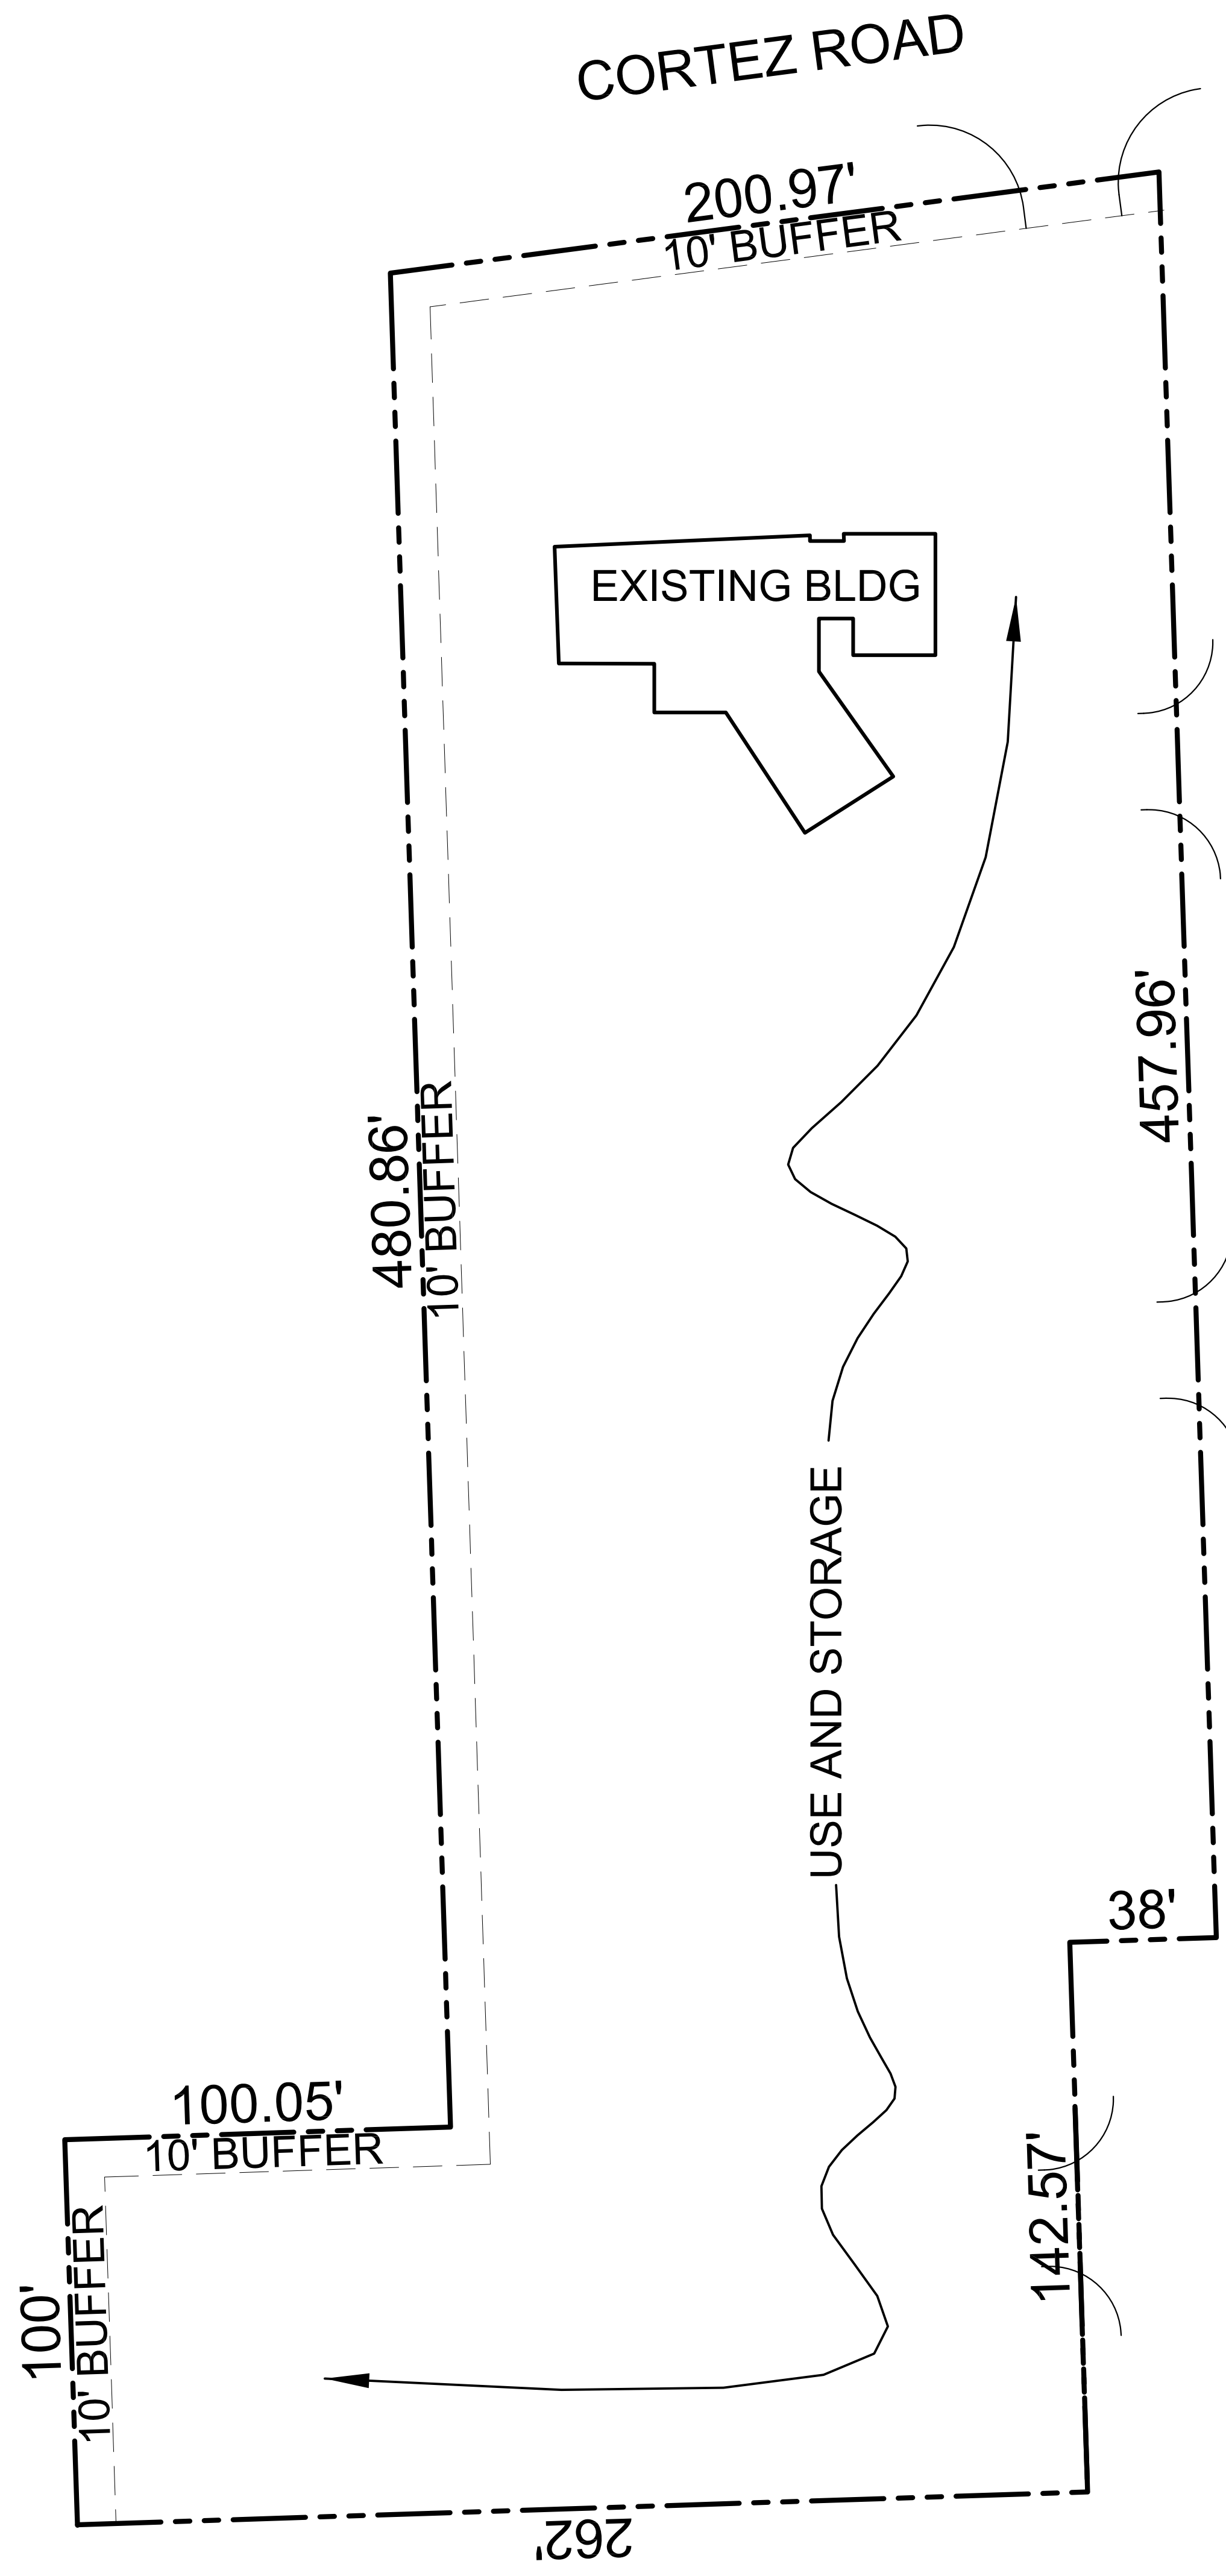 CORTEZ ROAD
200.97'
10' BUFFER
EXISTING BLDG
457.96'
480.86'
10' BUFFER
USE AND STORAGE
38'
100.05'
10' BUFFER
142.57'
100'
10' BUFFER
262'